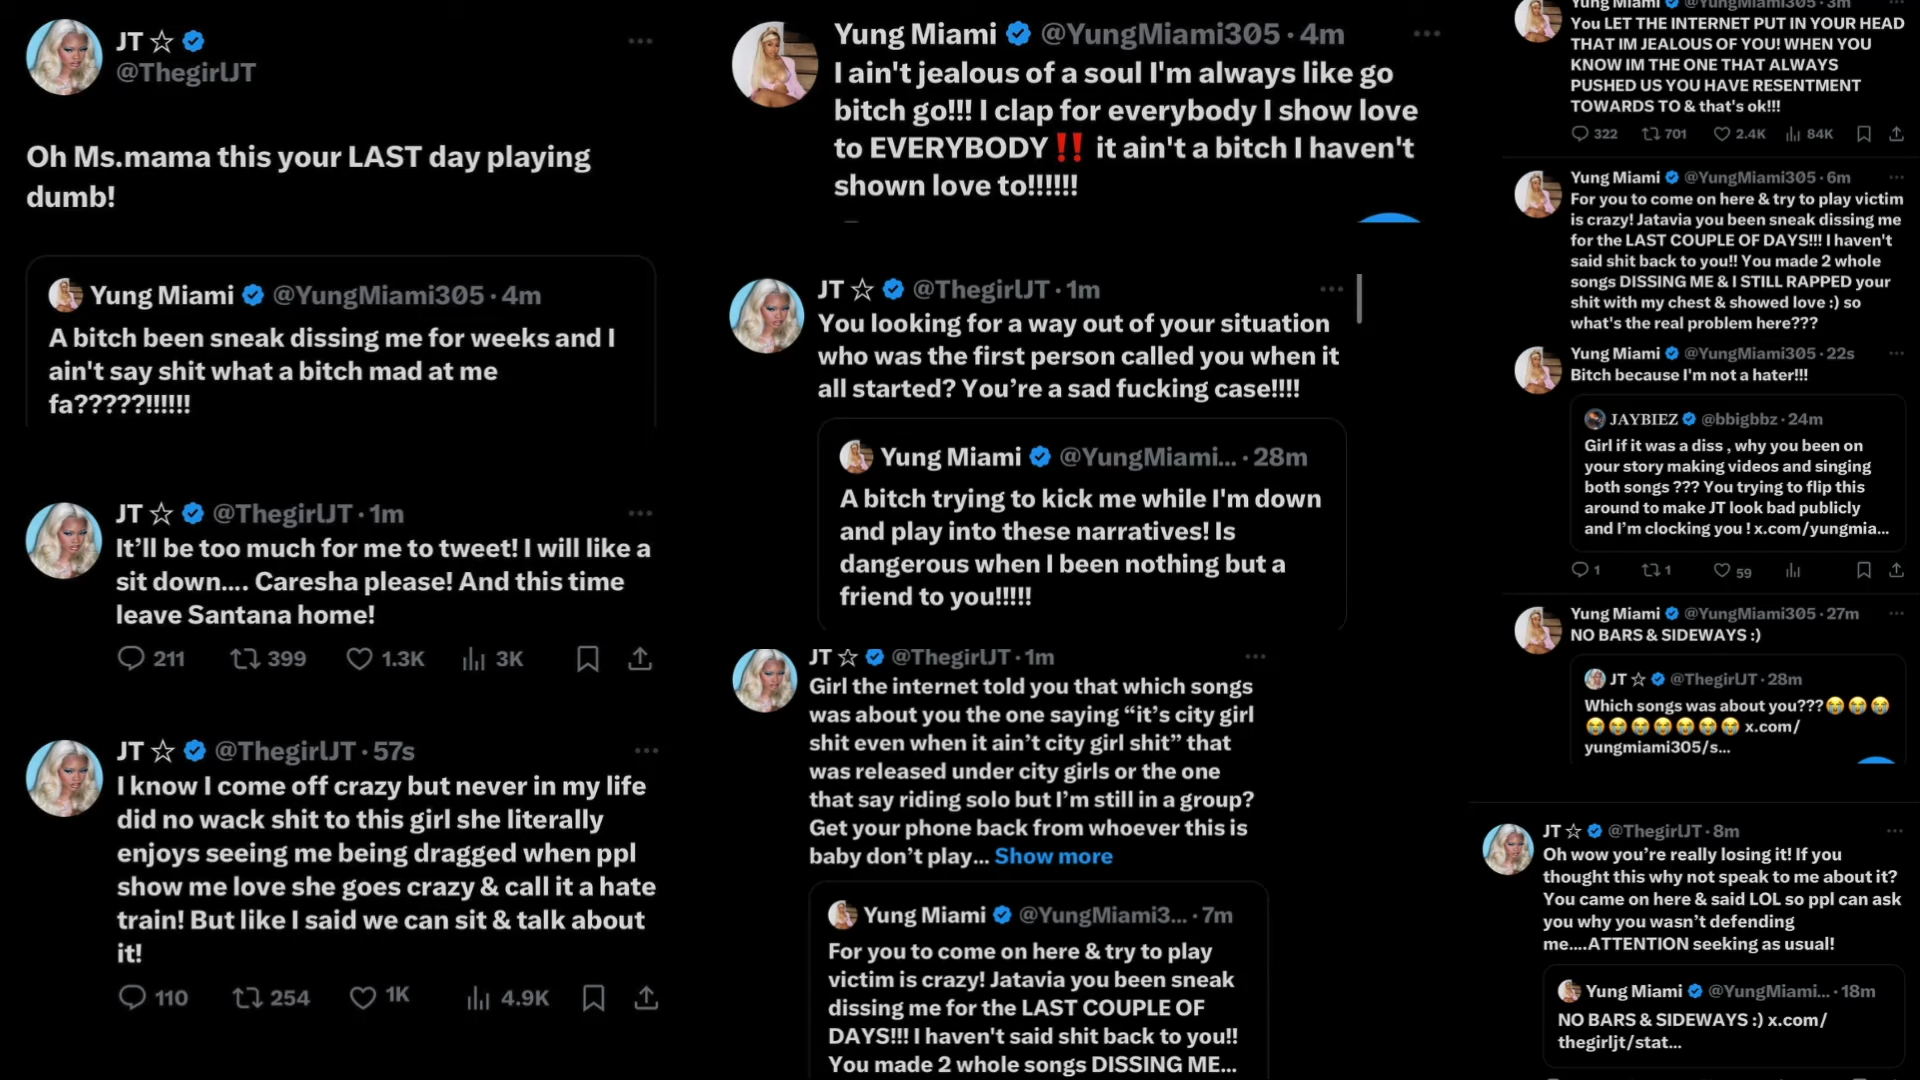 JT ☆
@ThegirlJT
Oh Ms.mama this your LAST day playing
dumb!
Yung Miami @YungMiami305 · 4m
A bitch been sneak dissing me for weeks and I
ain't say shit what a bitch mad at me
fa?????!!!!!!
JT ☆ @ThegirlJT · 1m
It’ll be too much for me to tweet! I will like a
sit down.... Caresha please! And this time
leave Santana home!
211 399 1.3K 3K
JT ☆ @ThegirlJT · 57s
I know I come off crazy but never in my life
did no wack shit to this girl she literally
enjoys seeing me being dragged when ppl
show me love she goes crazy & call it a hate
train! But like I said we can sit & talk about
it!
110 254 1K 4.9K
Yung Miami @YungMiami305 · 4m
I ain't jealous of a soul I'm always like go
bitch go!!! I clap for everybody I show love
to EVERYBODY‼️ it ain't a bitch I haven't
shown love to!!!!!!
JT ☆ @ThegirlJT · 1m
You looking for a way out of your situation
who was the first person called you when it
all started? You’re a sad fucking case!!!!
Yung Miami @YungMiami... · 28m
A bitch trying to kick me while I'm down
and play into these narratives! Is
dangerous when I been nothing but a
friend to you!!!!!
JT ☆ @ThegirlJT · 1m
Girl the internet told you that which songs
was about you the one saying “it’s city girl
shit even when it ain’t city girl shit” that
was released under city girls or the one
that say riding solo but I’m still in a group?
Get your phone back from whoever this is
baby don’t play... Show more
Yung Miami @YungMiami3... · 7m
For you to come on here & try to play
victim is crazy! Jatavia you been sneak
dissing me for the LAST COUPLE OF
DAYS!!! I haven't said shit back to you!!
You made 2 whole songs DISSING ME...
Yung Miami @YungMiami305 · 3m
You LET THE INTERNET PUT IN YOUR HEAD
THAT IM JEALOUS OF YOU! WHEN YOU
KNOW IM THE ONE THAT ALWAYS
PUSHED US YOU HAVE RESENTMENT
TOWARDS TO & that's ok!!!
322 701 2.4K 84K
Yung Miami @YungMiami305 · 6m
For you to come on here & try to play victim
is crazy! Jatavia you been sneak dissing me
for the LAST COUPLE OF DAYS!!! I haven't
said shit back to you!! You made 2 whole
songs DISSING ME & I STILL RAPPED your
shit with my chest & showed love :) so
what's the real problem here???
Yung Miami @YungMiami305 · 22s
Bitch because I'm not a hater!!!
JAYBIEZ @bbigbbz · 24m
Girl if it was a diss , why you been on
your story making videos and singing
both songs ??? You trying to flip this
around to make JT look bad publicly
and I’m clocking you ! x.com/yungmia...
1 1 59
Yung Miami @YungMiami305 · 27m
NO BARS & SIDEWAYS :)
JT ☆ @ThegirlJT · 28m
Which songs was about you???😭😭😭
😭😭😭😭😭😭😭 x.com/
yungmiami305/s...
JT ☆ @ThegirlJT · 8m
Oh wow you’re really losing it! If you
thought this why not speak to me about it?
You came on here & said LOL so ppl can ask
you why you wasn’t defending
me....ATTENTION seeking as usual!
Yung Miami @YungMiami... · 18m
NO BARS & SIDEWAYS :) x.com/
thegirljt/stat...